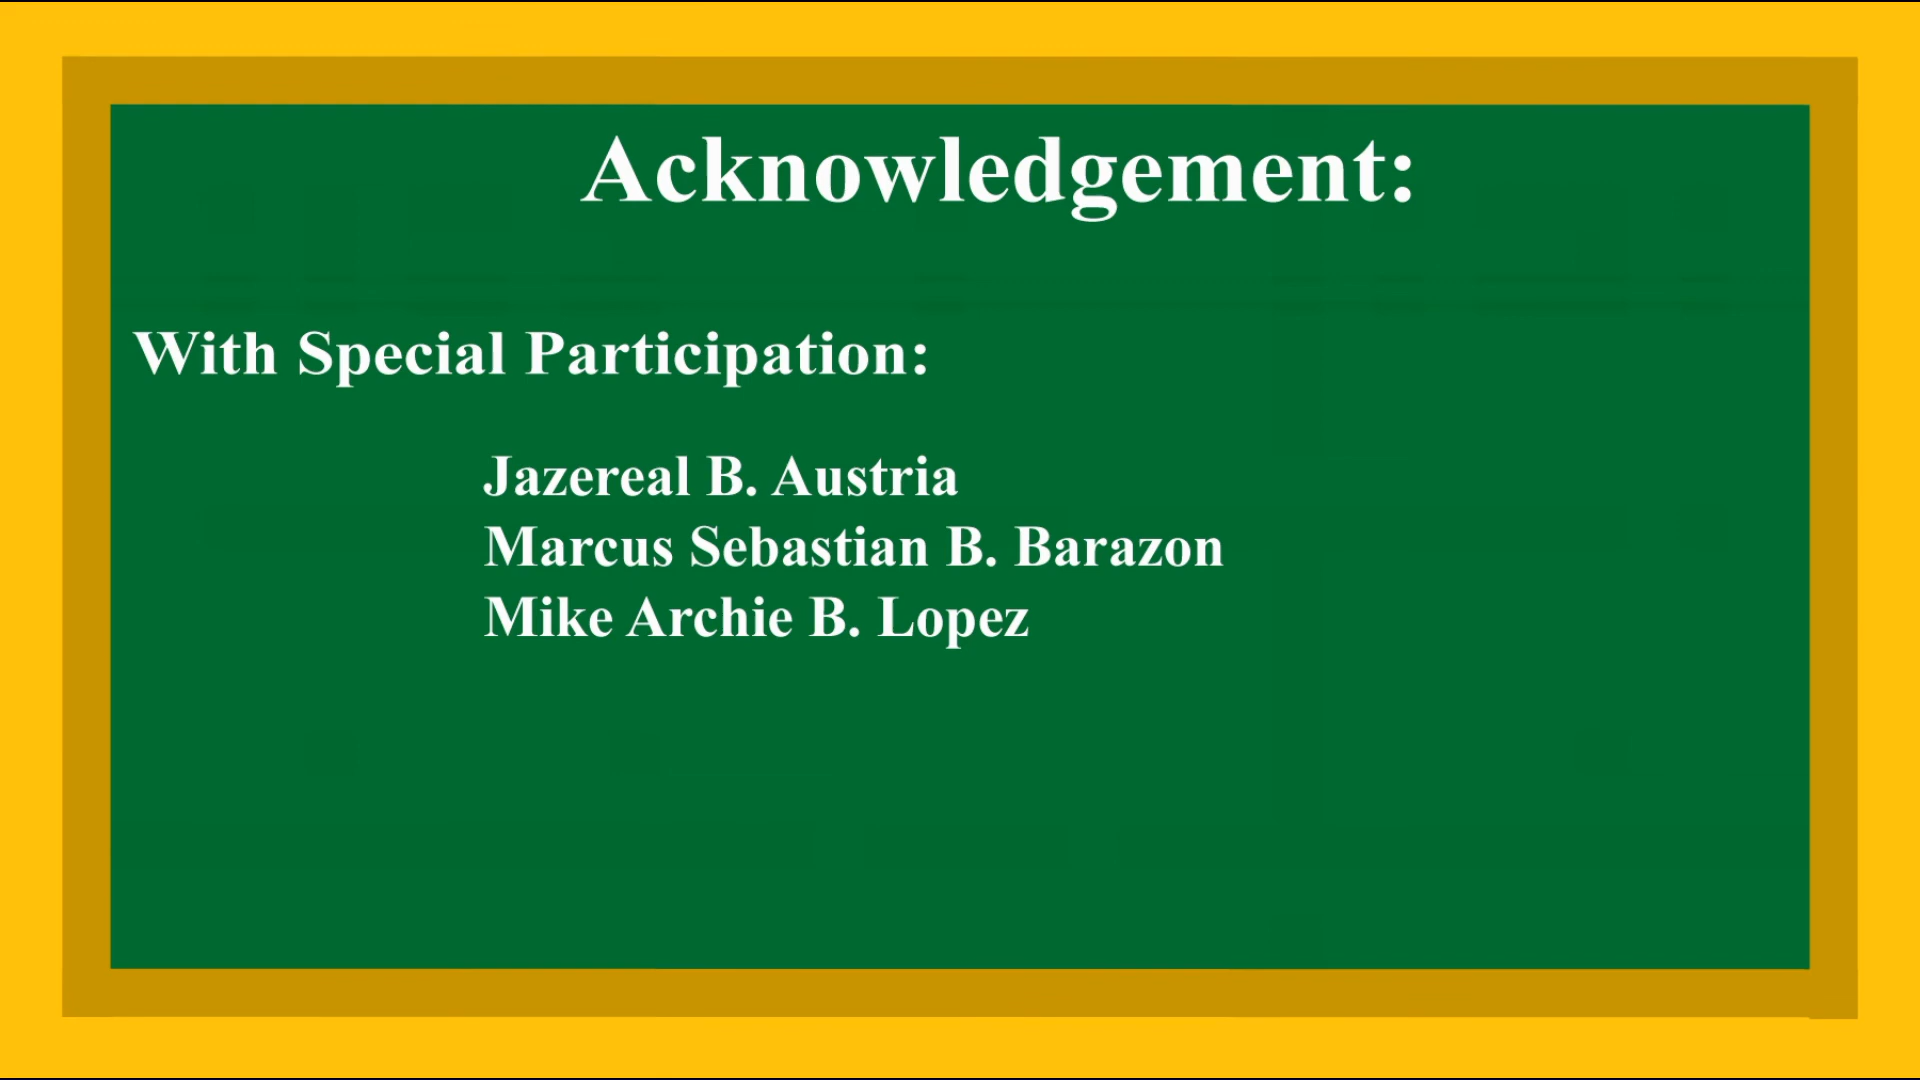 Acknowledgement:
With Special Participation:
Jazereal B. Austria
Marcus Sebastian B. Barazon
Mike Archie B. Lopez